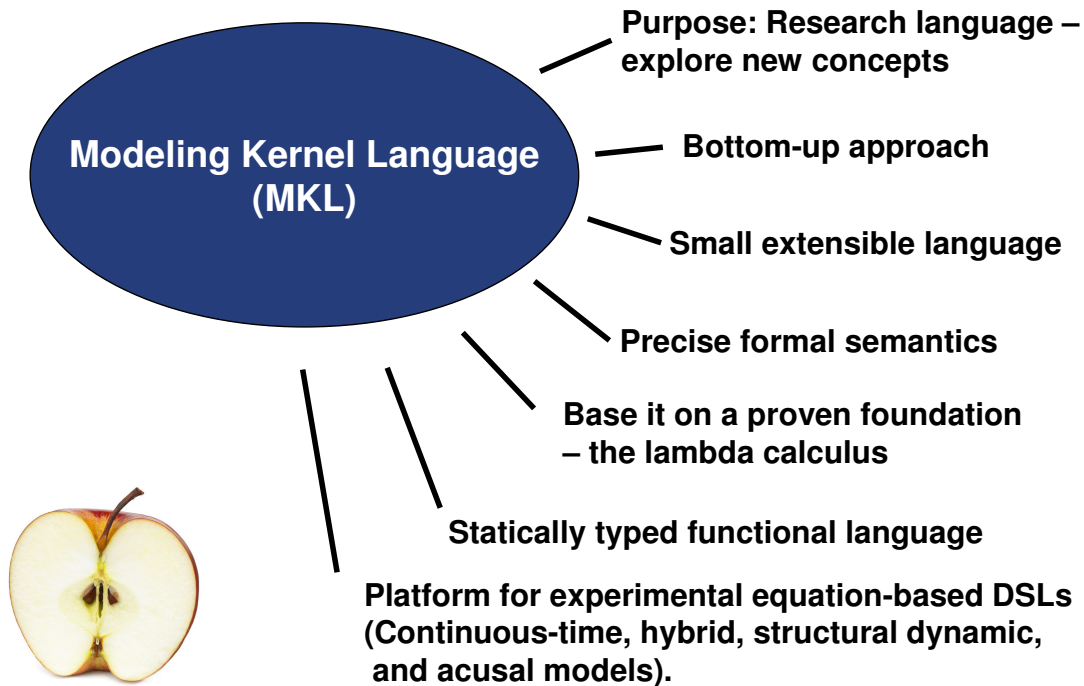 Modeling Kernel Language
(MKL)
Purpose: Research language –
explore new concepts
Bottom-up approach
Small extensible language
Precise formal semantics
Base it on a proven foundation
– the lambda calculus
Statically typed functional language
Platform for experimental equation-based DSLs
(Continuous-time, hybrid, structural dynamic,
and acusal models).